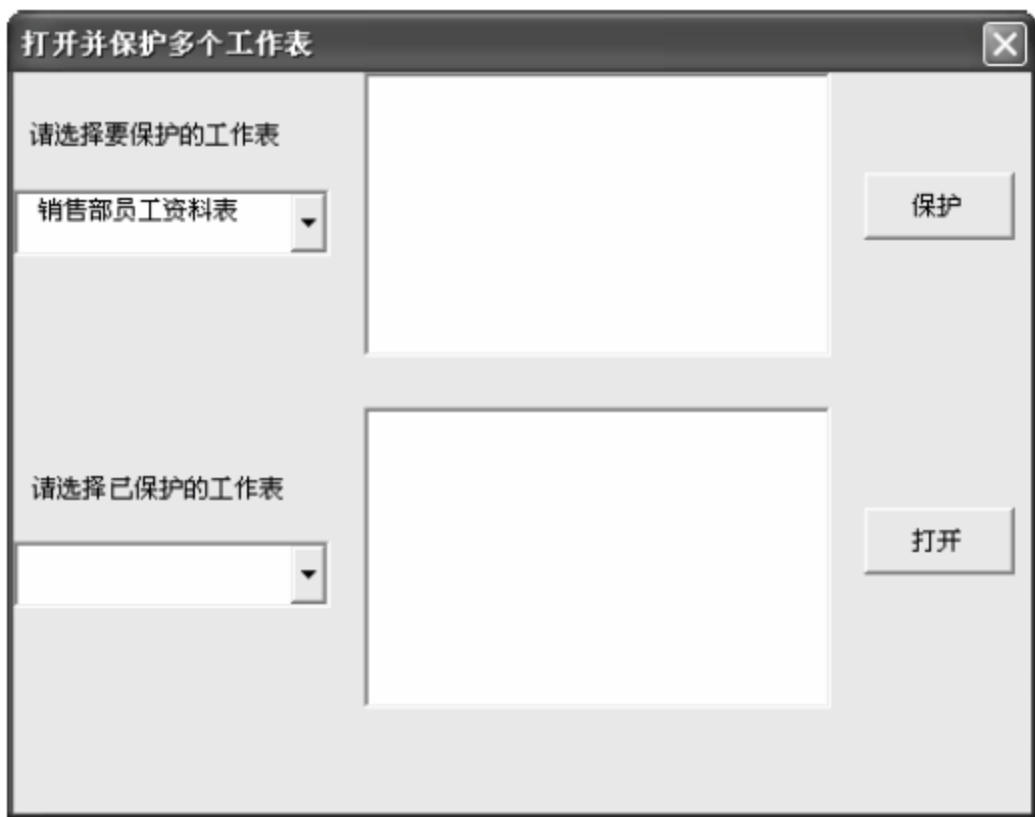 打开并保护多个工作表
请选择要保护的工作表
销售部员工资料表
保护
请选择已保护的工作表
打开